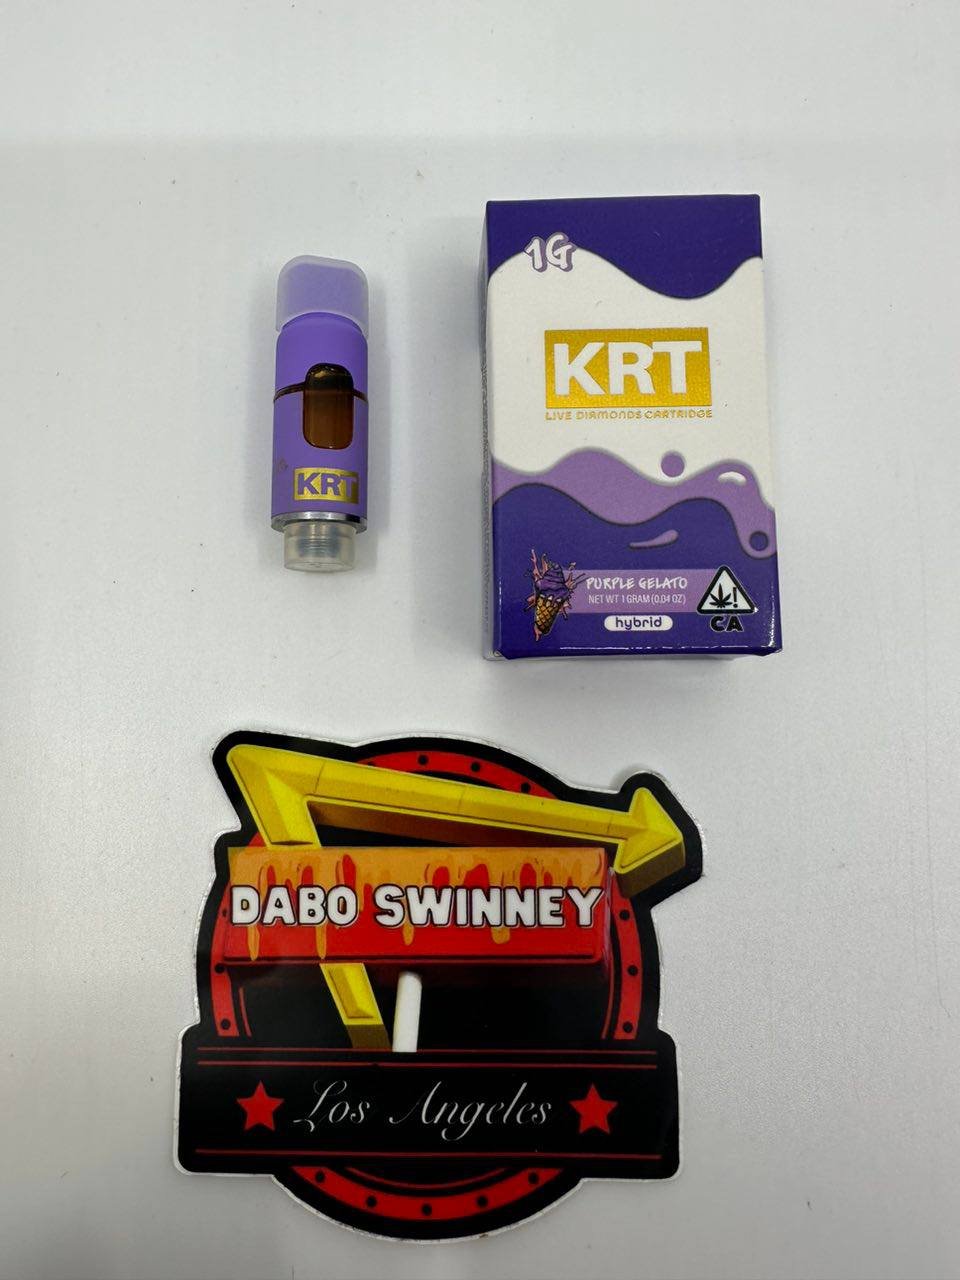 1G
KRT
LIVE DIAMONDS CARTRIDGE
KRT
PURPLE GELATO
NET WT 1 GRAM (0.04 OZ)
hybrid
CA
DABO SWINNEY
Los Angeles